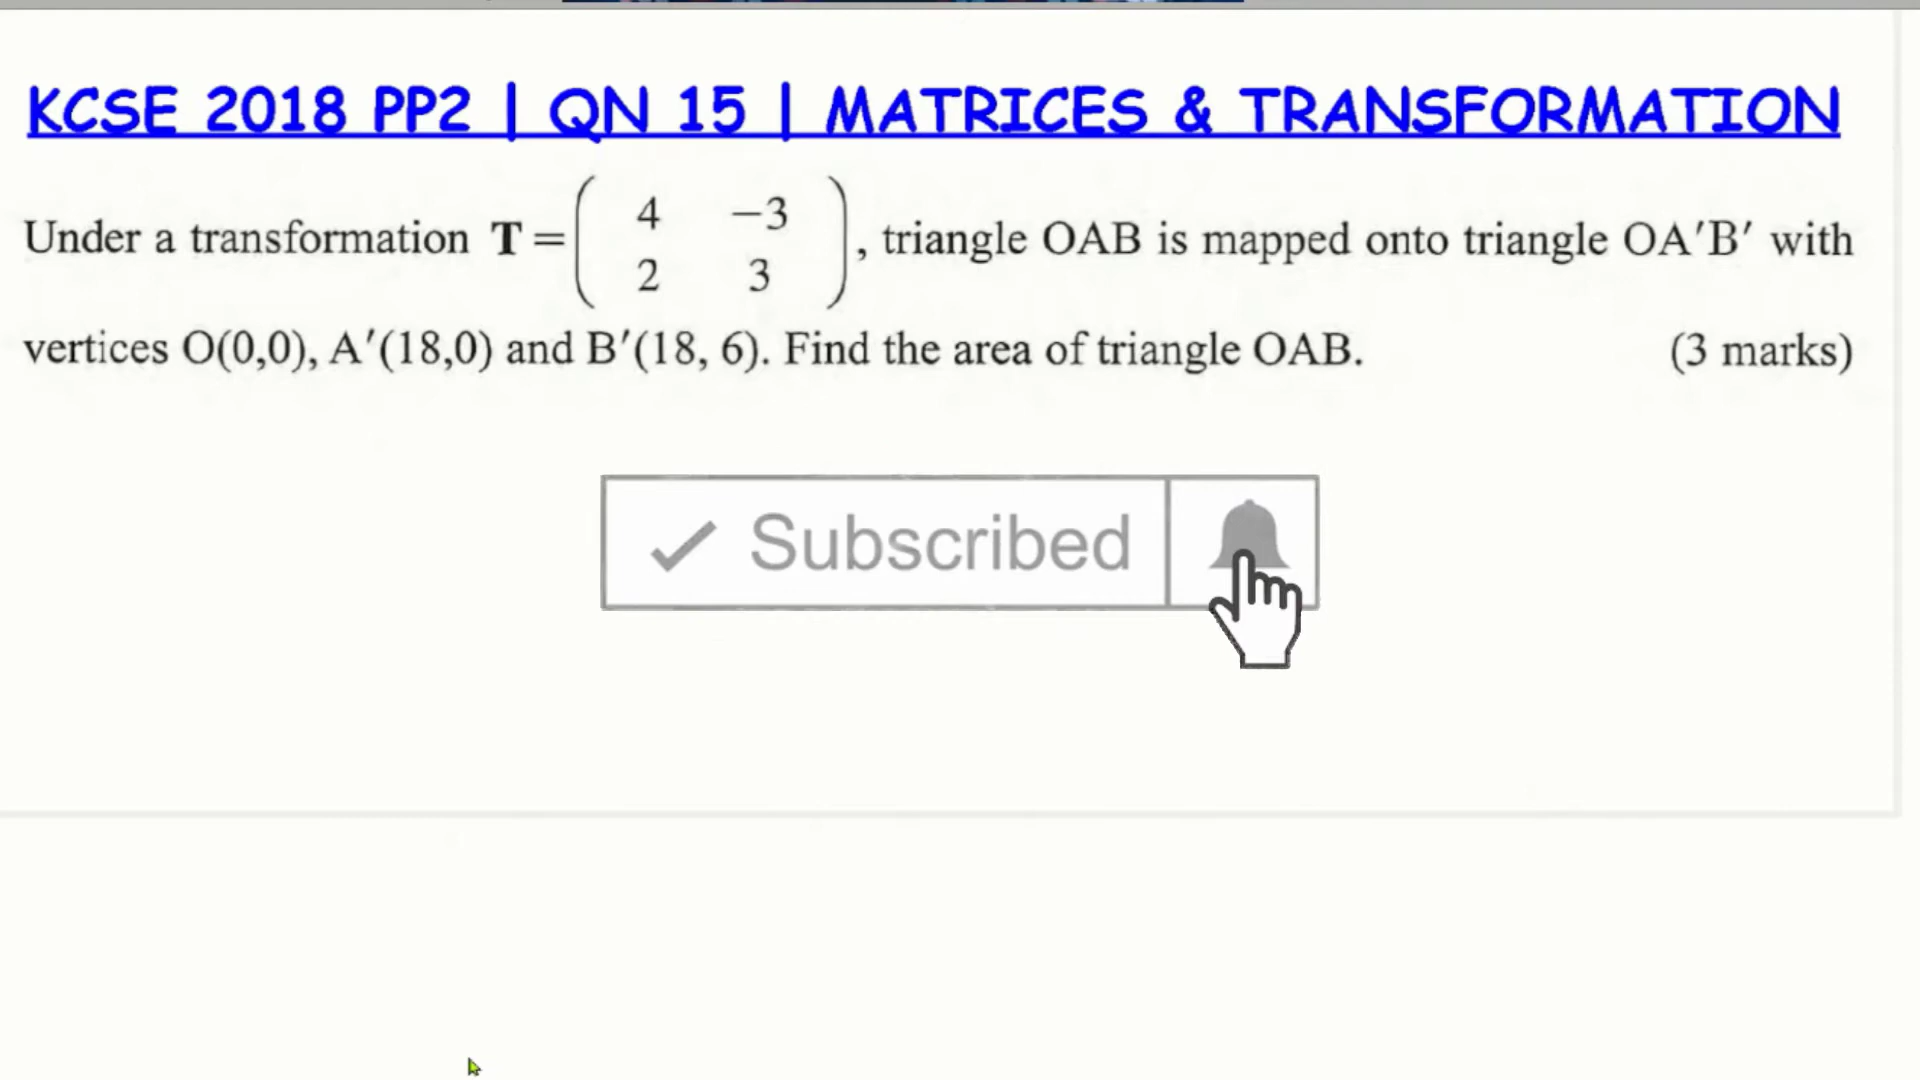 KCSE 2018 PP2 | QN 15 | MATRICES & TRANSFORMATION
Under a transformation T = ( 4 −3 ; 2 3 ), triangle OAB is mapped onto triangle OA′B′ with
vertices O(0,0), A′(18,0) and B′(18, 6). Find the area of triangle OAB. (3 marks)
Subscribed